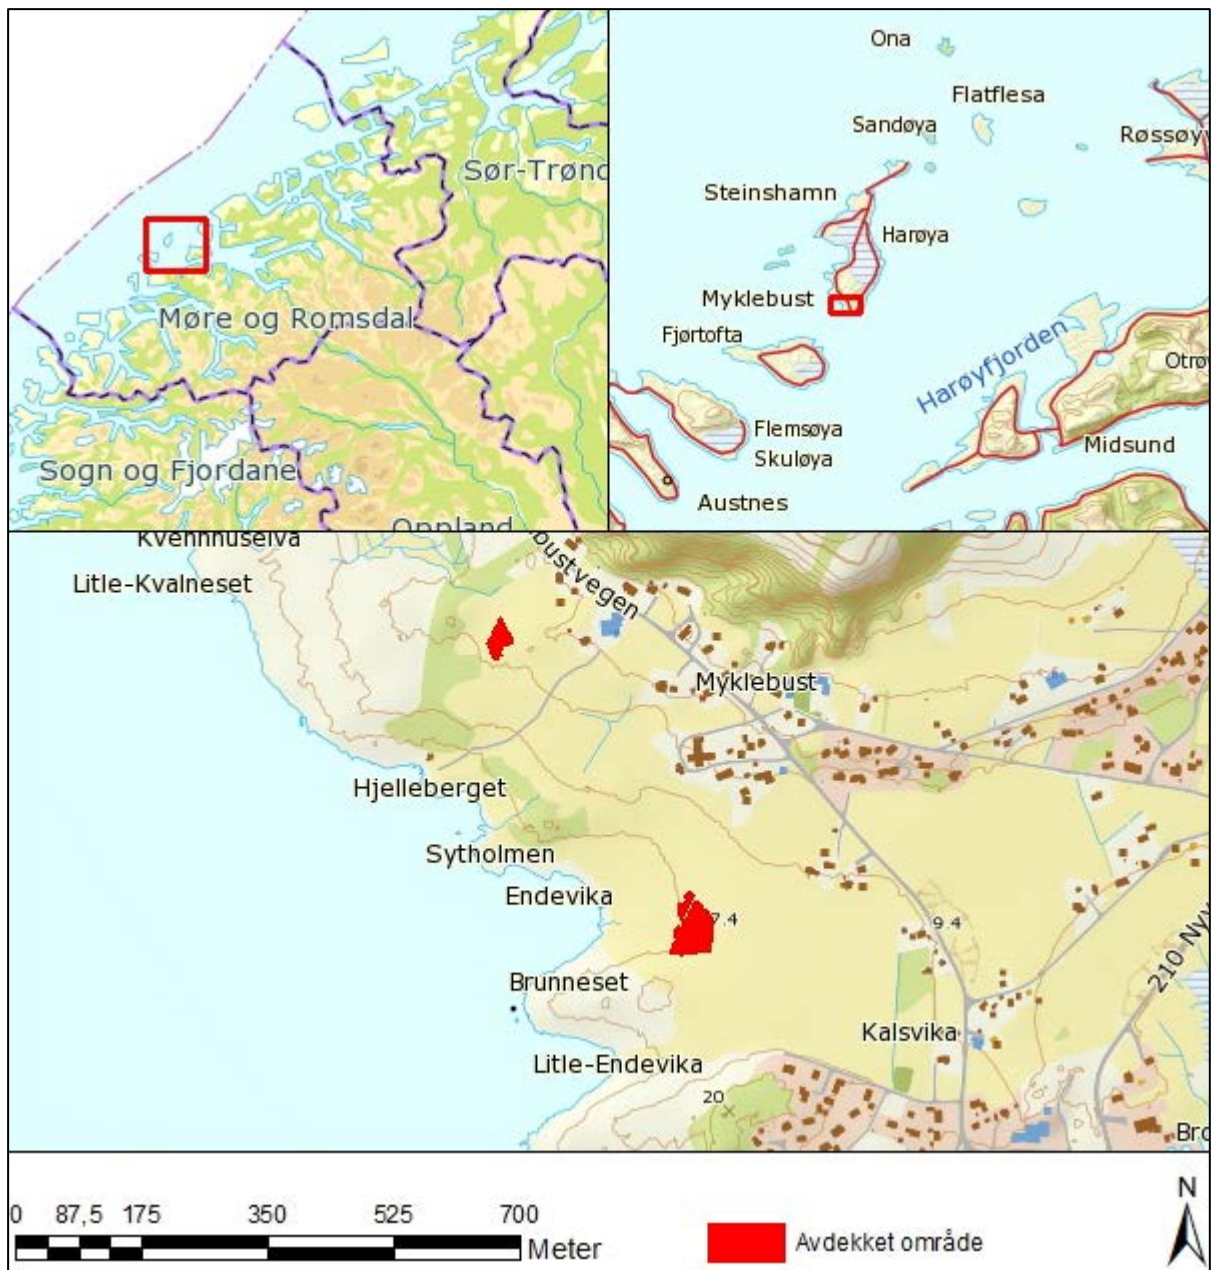 Sør-Trønd
Møre og Romsdal
Sogn og Fjordane
Oppland
Ona
Flatflesa
Sandøya
Røssøy
Steinshamn
Harøya
Myklebust
Fjørtofta
Harøyfjorden
Otrø
Flemsøya
Midsund
Skuløya
Austnes
Kvennhuselva
bustvegen
Litle-Kvalneset
Myklebust
Hjelleberget
Sytholmen
Endevika
7.4
9.4
210-Nyv
Brunneset
Kalsvika
Litle-Endevika
20
Bro
0 87,5 175 350 525 700
Meter
Avdekket område
N